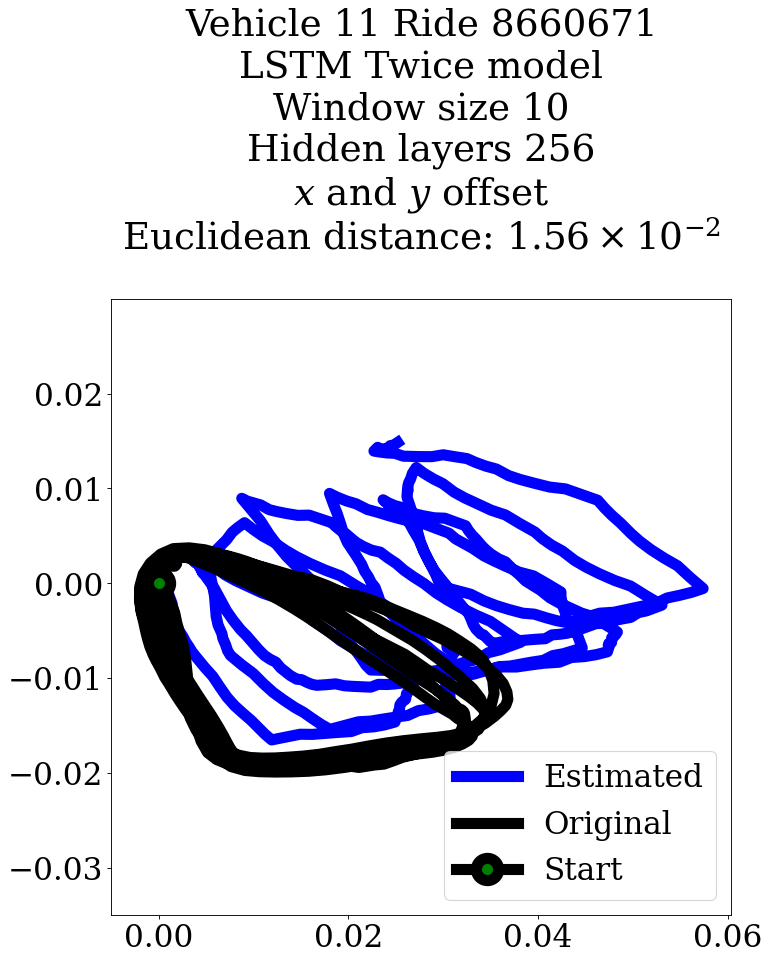 Vehicle 11 Ride 8660671
LSTM Twice model
Window size 10
Hidden layers 256
x and y offset
Euclidean distance: 1.56 × 10⁻²
0.02
0.01
0.00
−0.01
−0.02
−0.03
Estimated
Original
Start
0.00 0.02 0.04 0.06